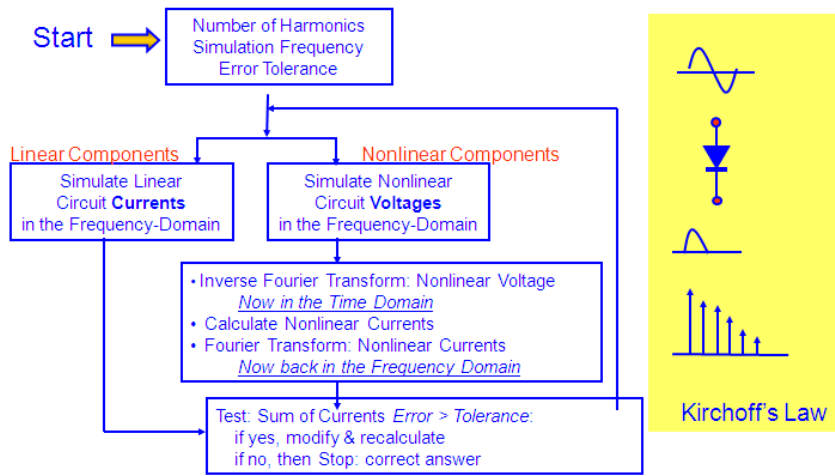 Start
Number of Harmonics
Simulation Frequency
Error Tolerance
Linear Components
Nonlinear Components
Simulate Linear
Circuit Currents
in the Frequency-Domain
Simulate Nonlinear
Circuit Voltages
in the Frequency-Domain
• Inverse Fourier Transform: Nonlinear Voltage
Now in the Time Domain
• Calculate Nonlinear Currents
• Fourier Transform: Nonlinear Currents
Now back in the Frequency Domain
Test: Sum of Currents Error > Tolerance:
if yes, modify & recalculate
if no, then Stop: correct answer
Kirchoff's Law